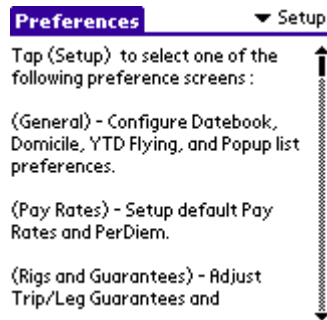 Preferences
Setup
Tap (Setup) to select one of the
following preference screens :
(General) - Configure Datebook,
Domicile, YTD Flying, and Popup list
preferences.
(Pay Rates) - Setup default Pay
Rates and PerDiem.
(Rigs and Guarantees) - Adjust
Trip/Leg Guarantees and